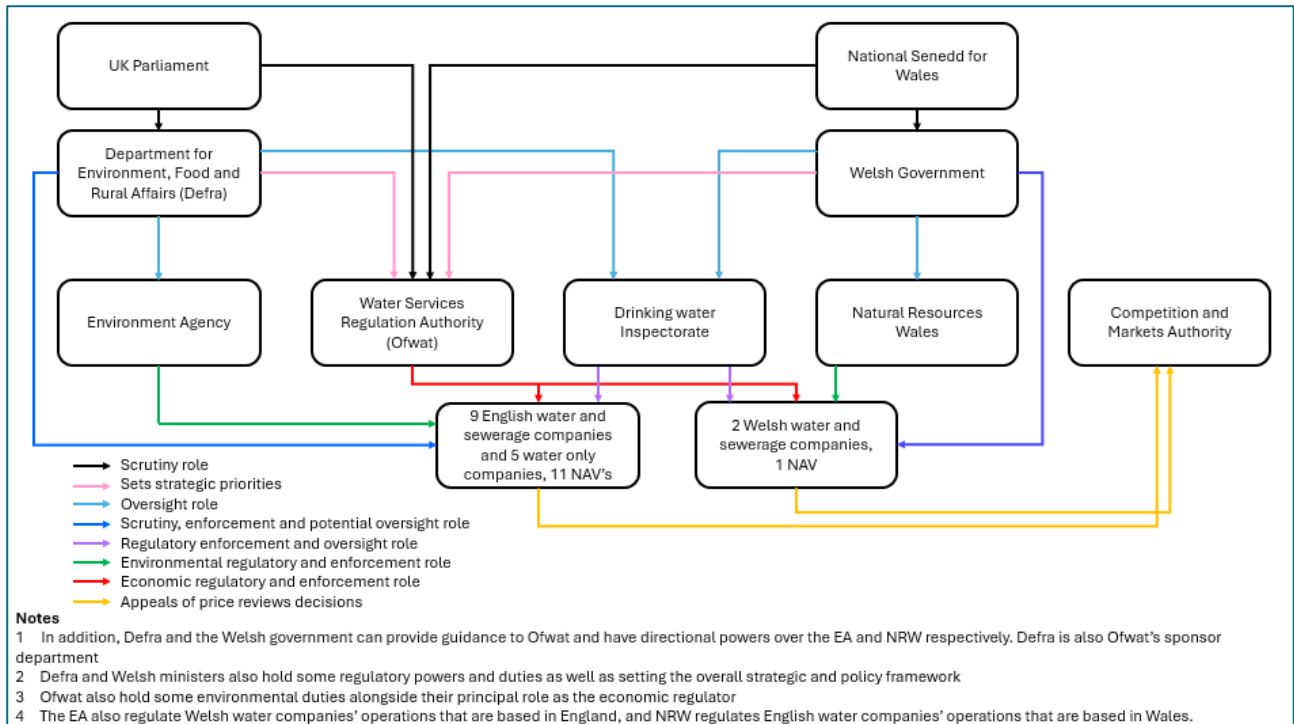 UK Parliament
National Senedd for
Wales
Department for
Environment, Food and
Rural Affairs (Defra)
Welsh Government
Environment Agency
Water Services
Regulation Authority
(Ofwat)
Drinking water
Inspectorate
Natural Resources
Wales
Competition and
Markets Authority
9 English water and
sewerage companies
and 5 water only
companies, 11 NAV's
2 Welsh water and
sewerage companies,
1 NAV
Scrutiny role
Sets strategic priorities
Oversight role
Scrutiny, enforcement and potential oversight role
Regulatory enforcement and oversight role
Environmental regulatory and enforcement role
Economic regulatory and enforcement role
Appeals of price reviews decisions
Notes
1 In addition, Defra and the Welsh government can provide guidance to Ofwat and have directional powers over the EA and NRW respectively. Defra is also Ofwat's sponsor
department
2 Defra and Welsh ministers also hold some regulatory powers and duties as well as setting the overall strategic and policy framework
3 Ofwat also hold some environmental duties alongside their principal role as the economic regulator
4 The EA also regulate Welsh water companies' operations that are based in England, and NRW regulates English water companies' operations that are based in Wales.